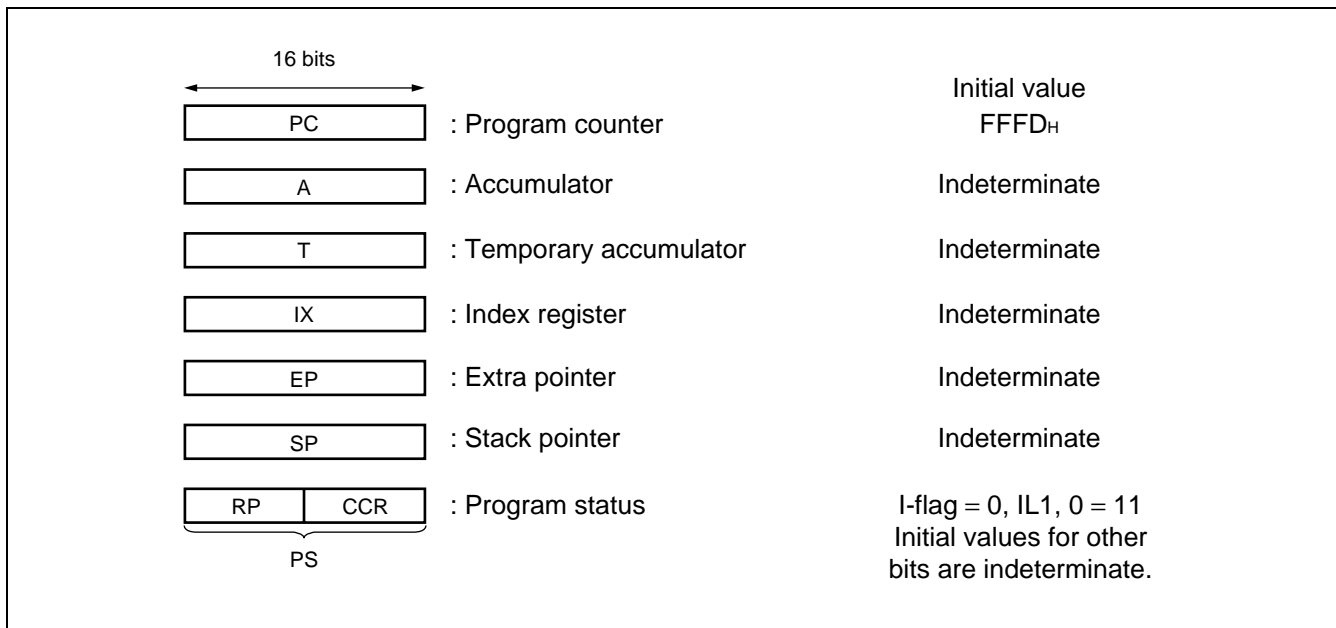 16 bits
Initial value
PC : Program counter FFFDH
A : Accumulator Indeterminate
T : Temporary accumulator Indeterminate
IX : Index register Indeterminate
EP : Extra pointer Indeterminate
SP : Stack pointer Indeterminate
RP CCR : Program status I-flag = 0, IL1, 0 = 11
Initial values for other
PS
bits are indeterminate.